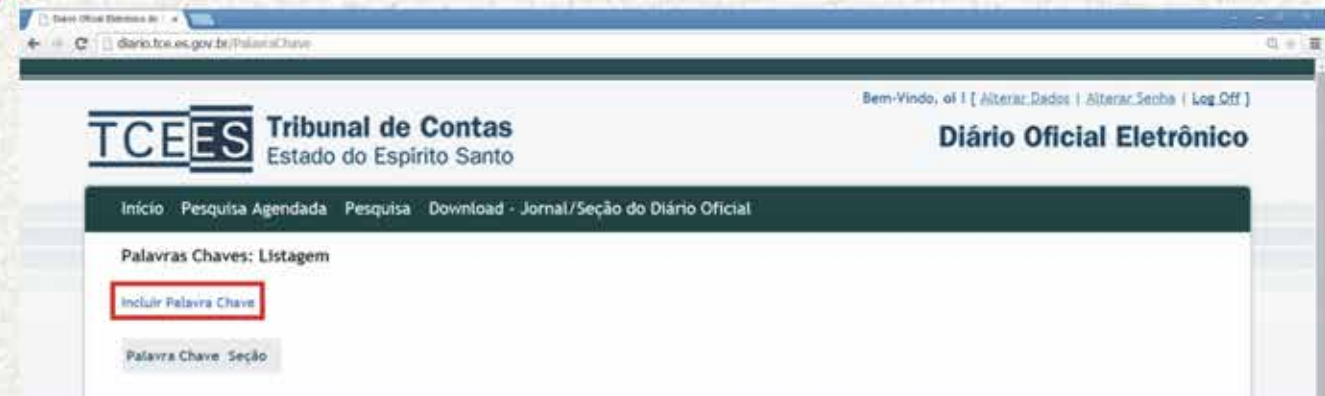 diario.tce.es.gov.br/PalavraChave
Bem-Vindo, oi ! [ Alterar Dados | Alterar Senha | Log Off ]
TCEES Tribunal de Contas
Estado do Espírito Santo
Diário Oficial Eletrônico
Início Pesquisa Agendada Pesquisa Download - Jornal/Seção do Diário Oficial
Palavras Chaves: Listagem
Incluir Palavra Chave
Palavra Chave Seção